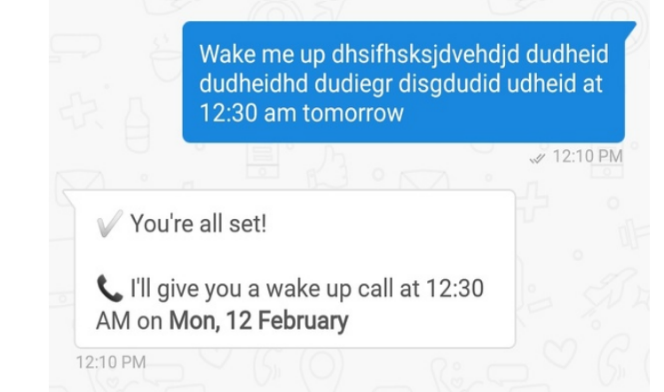 Wake me up dhsifhsksjdvehdjd dudheid
dudheidhd dudiegr disgdudid udheid at
12:30 am tomorrow
12:10 PM
You're all set!
I'll give you a wake up call at 12:30
AM on Mon, 12 February
12:10 PM